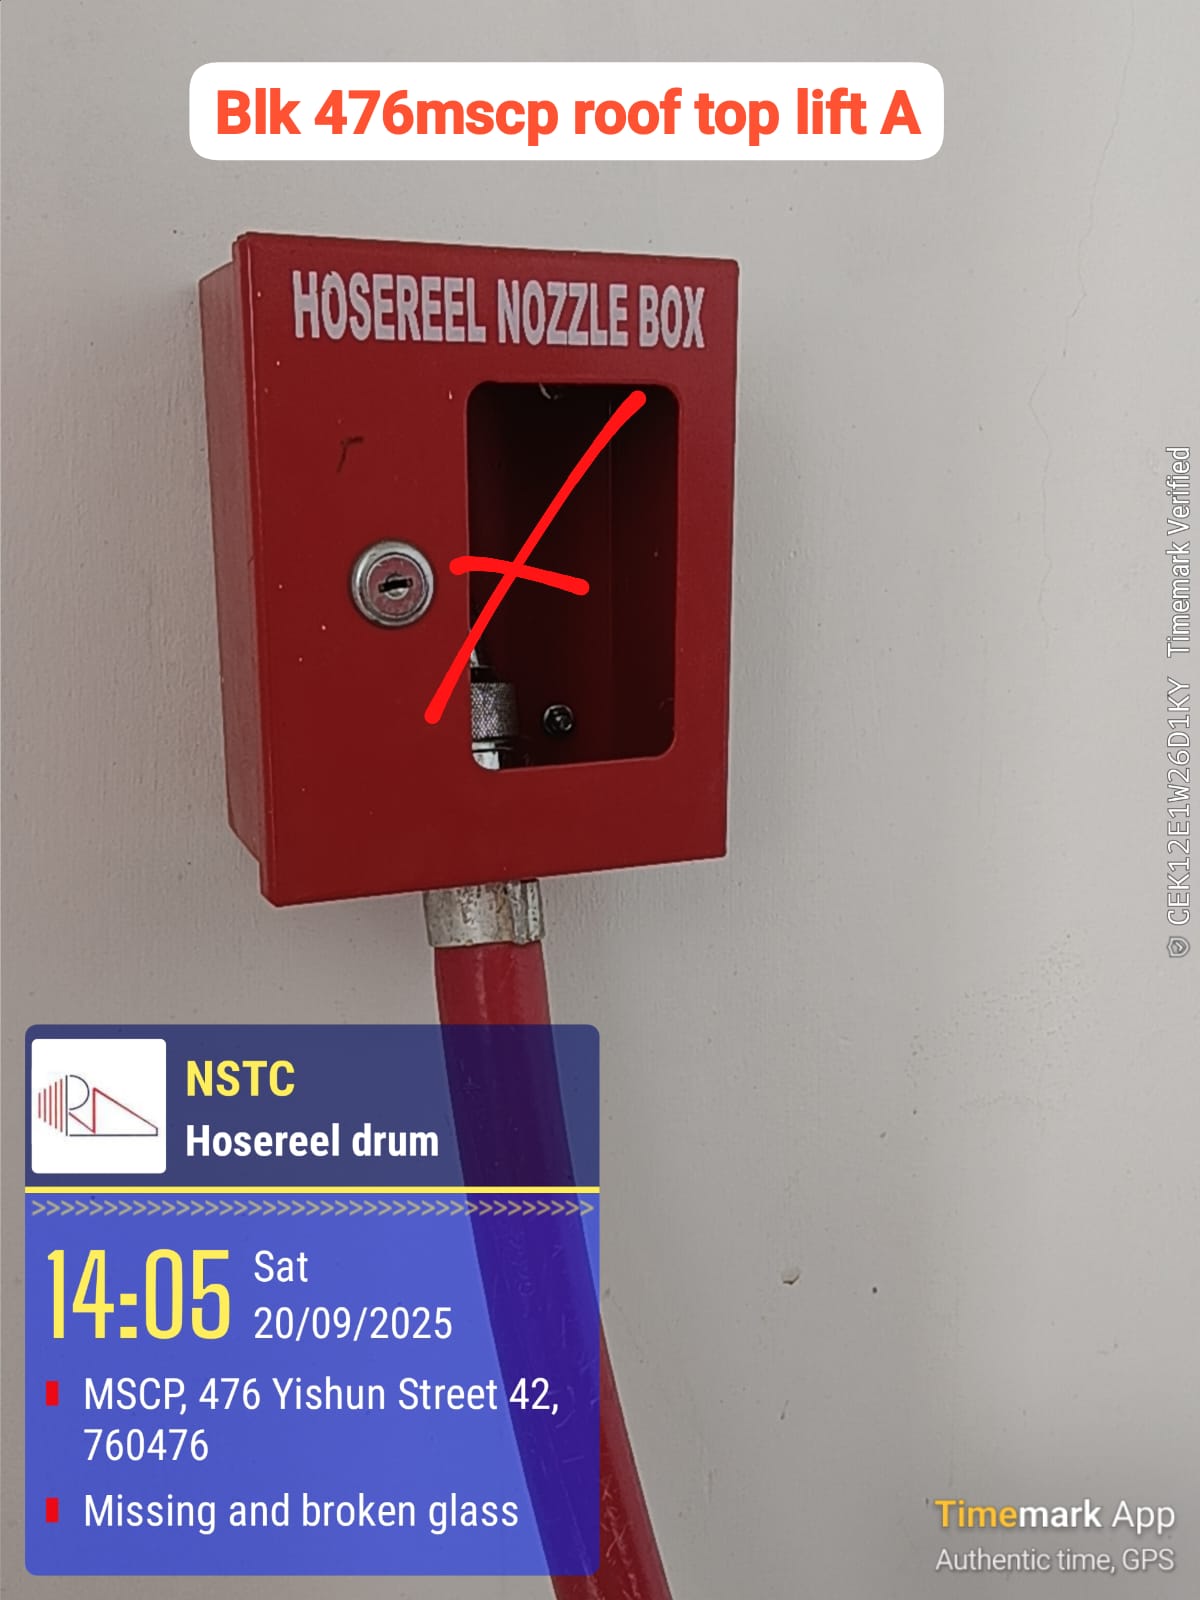 Blk 476mscp roof top lift A
HOSEREEL NOZZLE BOX
NSTC
Hosereel drum
>>>>>>>>>>>>>>>>>>>>>>>>>>>>>>>>>>>>>>>
14:05
Sat
20/09/2025
MSCP, 476 Yishun Street 42,
760476
Missing and broken glass
Timemark App
Authentic time, GPS
CEK12E1W26D1KY Timemark Verified